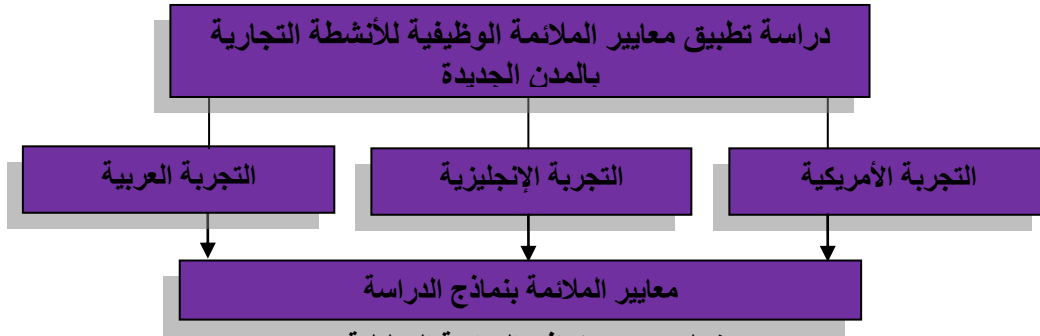 دراسة تطبيق معايير الملائمة الوظيفية للأنشطة التجارية
بالمدن الجديدة
التجربة الأمريكية
التجربة الإنجليزية
التجربة العربية
معايير الملائمة بنماذج الدراسة